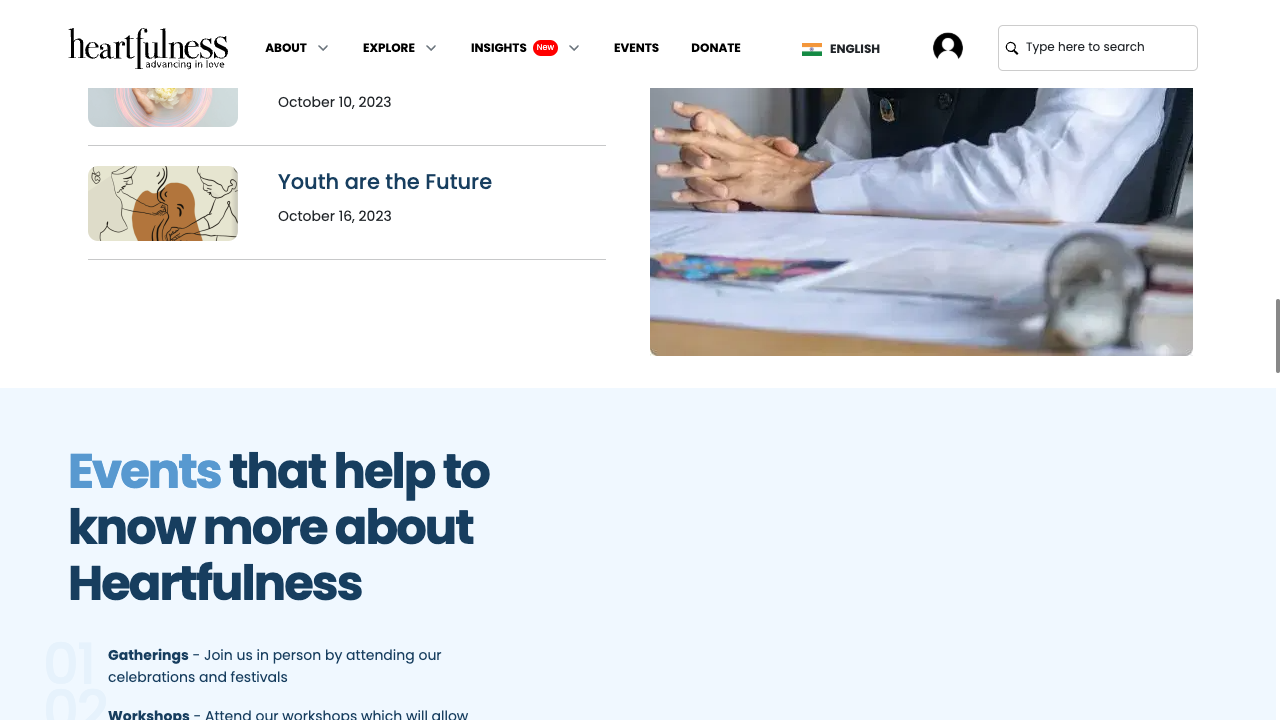 heartfulness
advancing in love
ABOUT
EXPLORE
INSIGHTS New
EVENTS
DONATE
ENGLISH
Type here to search
October 10, 2023
Youth are the Future
October 16, 2023
Events that help to
know more about
Heartfulness
01
Gatherings - Join us in person by attending our
celebrations and festivals
02
Workshops - Attend our workshops which will allow